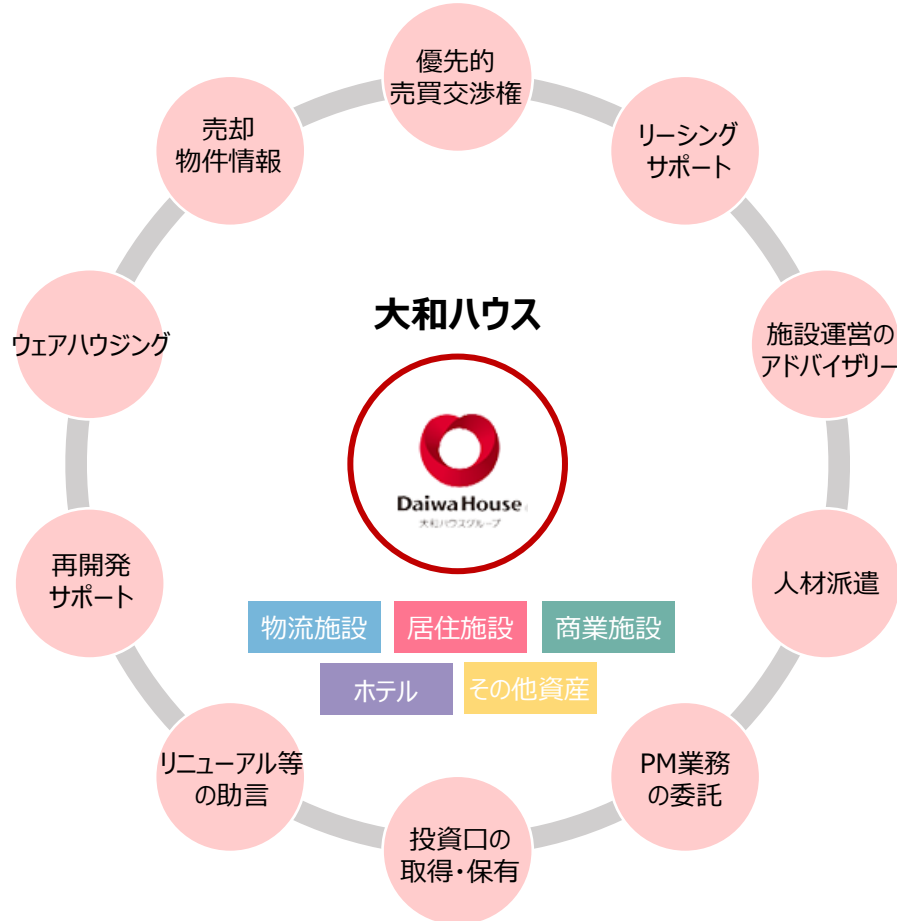 優先的
売買交渉権
リーシング
サポート
施設運営の
アドバイザリー
人材派遣
PM業務
の委託
投資口の
取得・保有
リニューアル等
の助言
再開発
サポート
ウェアハウジング
売却
物件情報
大和ハウス
Daiwa House
大和ハウスグループ
物流施設 居住施設 商業施設
ホテル その他資産